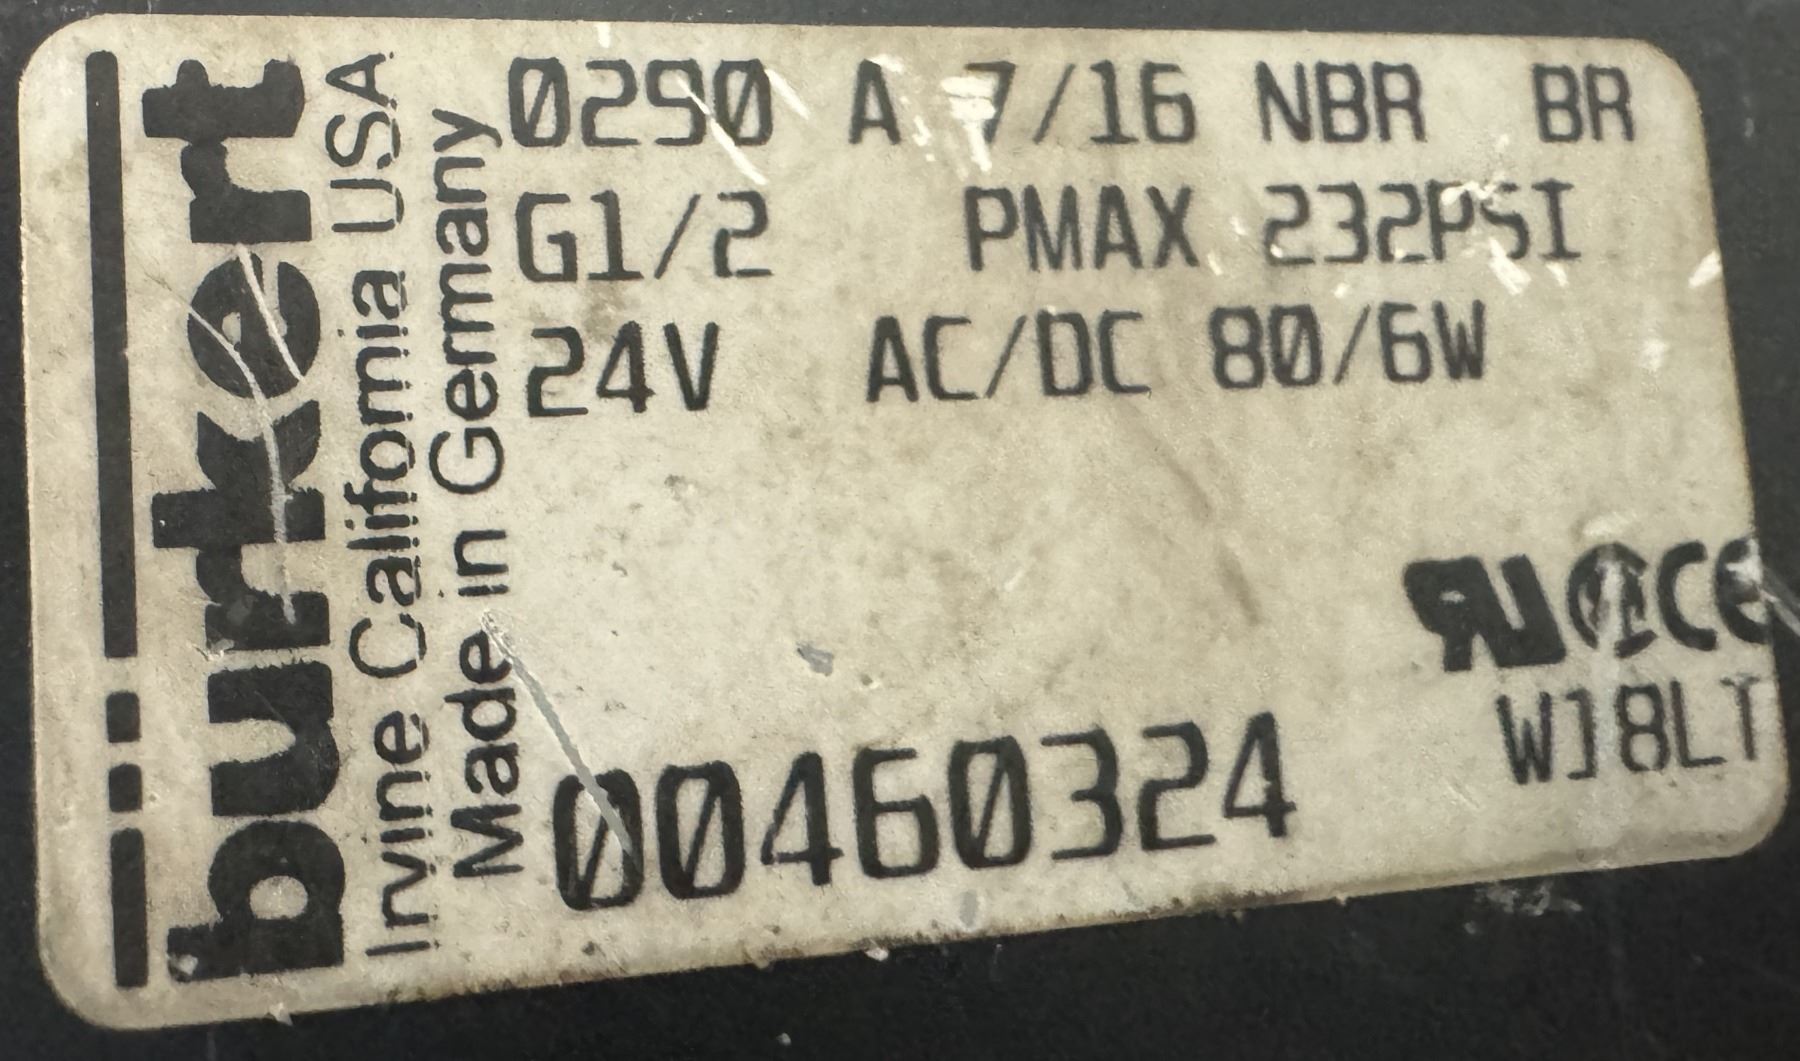 burkert
Irvine California USA
Made in Germany
0290 A 7/16 NBR BR
G1/2 PMAX 232PSI
24V AC/DC 80/6W
CE
W18LT
00460324